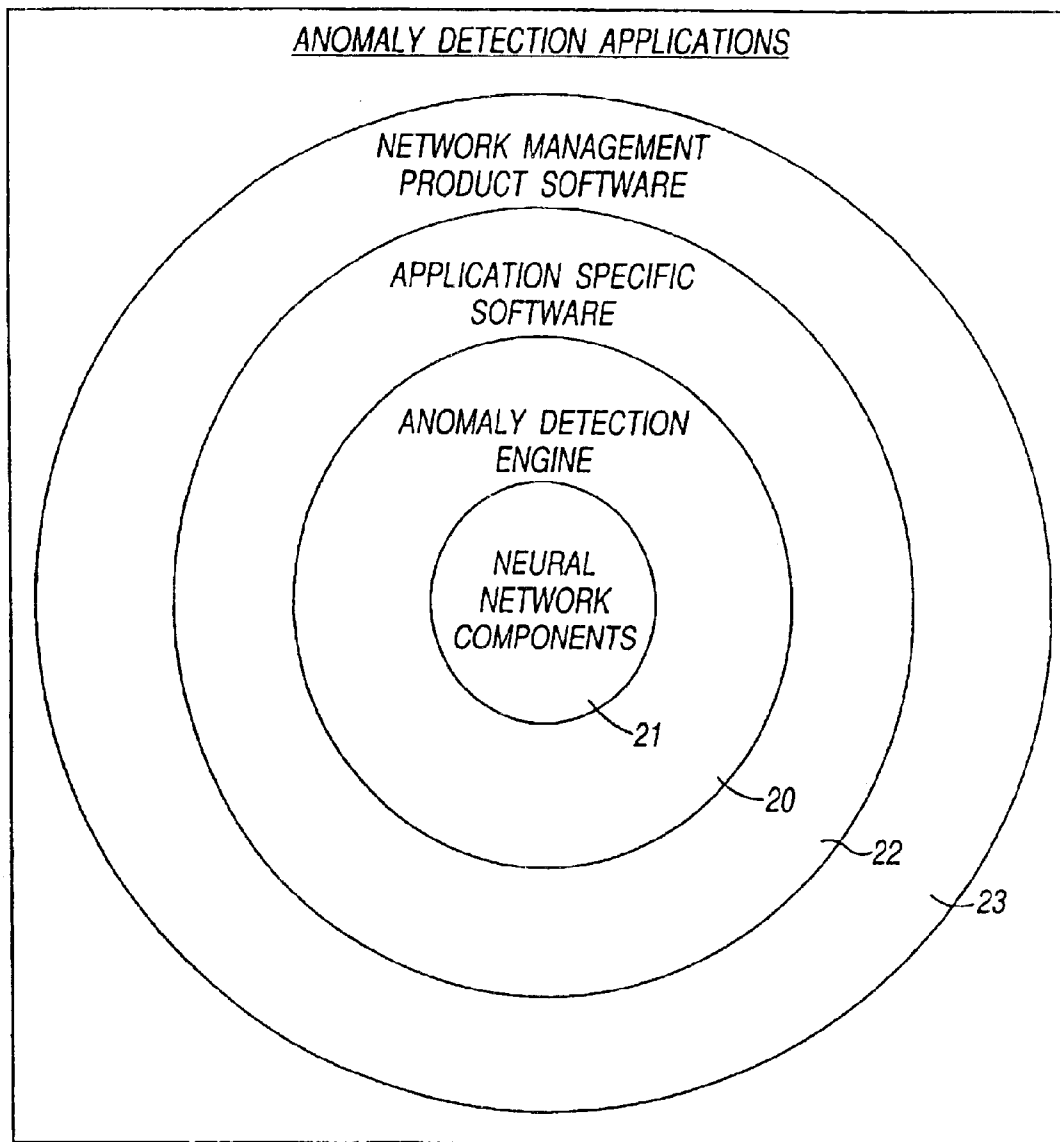 ANOMALY DETECTION APPLICATIONS
NETWORK MANAGEMENT
PRODUCT SOFTWARE
APPLICATION SPECIFIC
SOFTWARE
ANOMALY DETECTION
ENGINE
NEURAL
NETWORK
COMPONENTS
21
20
22
23